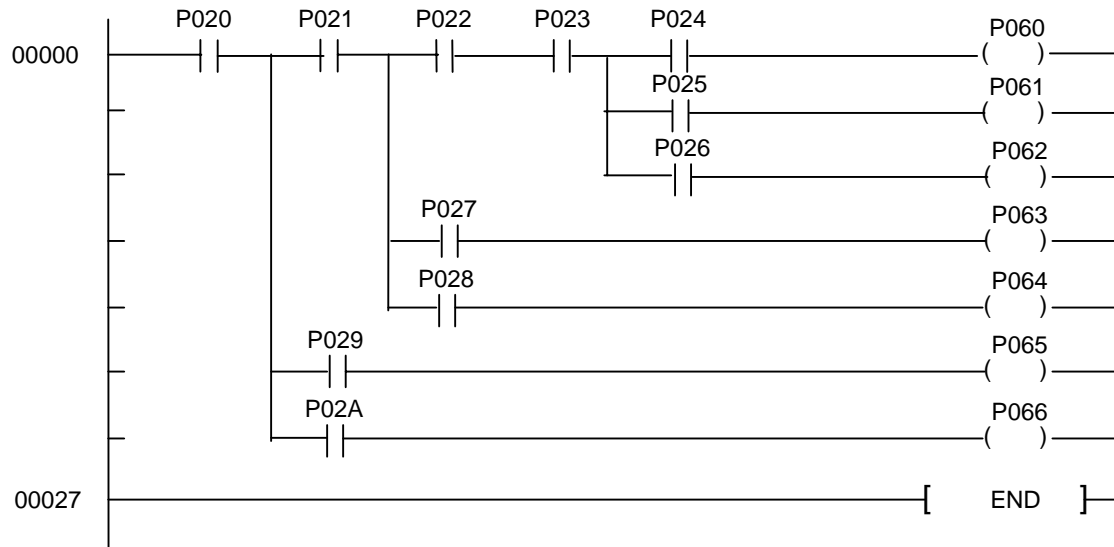 P020 P021 P022 P023 P024 P060
00000 ( )
P025 P061
( )
P026 P062
( )
P027 P063
( )
P028 P064
( )
P029 P065
( )
P02A P066
( )
00027 [ END ]